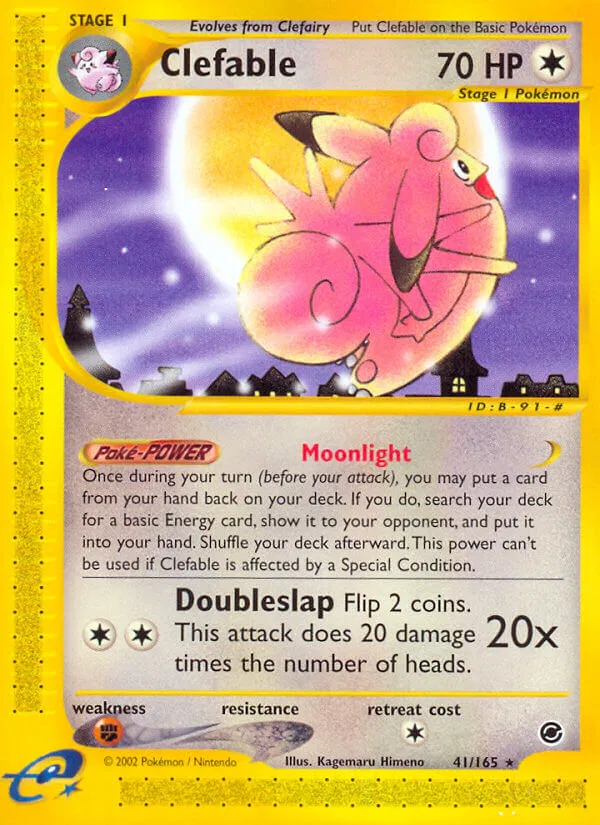 STAGE 1
Evolves from Clefairy Put Clefable on the Basic Pokémon
Clefable 70 HP
Stage 1 Pokémon
ID:B-91-#
Poké-POWER Moonlight
Once during your turn (before your attack), you may put a card
from your hand back on your deck. If you do, search your deck
for a basic Energy card, show it to your opponent, and put it
into your hand. Shuffle your deck afterward. This power can't
be used if Clefable is affected by a Special Condition.
Doubleslap Flip 2 coins.
This attack does 20 damage 20x
times the number of heads.
weakness resistance retreat cost
© 2002 Pokémon / Nintendo Illus. Kagemaru Himeno 41/165 ★
e